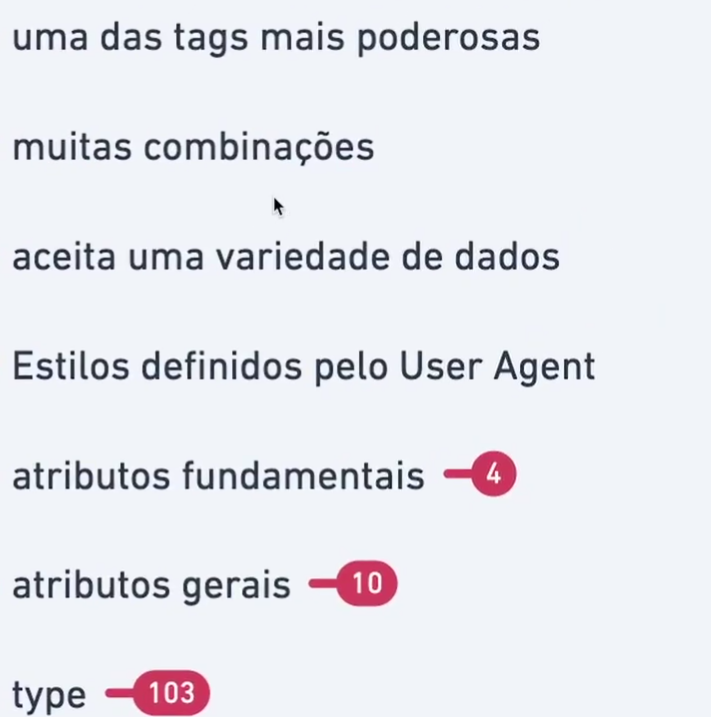 uma das tags mais poderosas
muitas combinações
aceita uma variedade de dados
Estilos definidos pelo User Agent
atributos fundamentais 4
atributos gerais 10
type 103